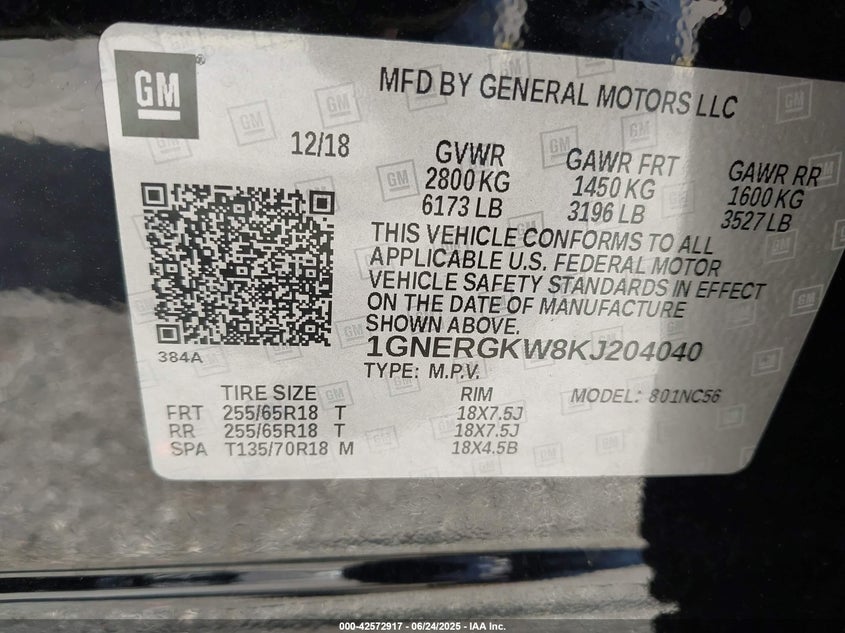 GM
MFD BY GENERAL MOTORS LLC
12/18
GVWR
2800 KG
6173 LB
GAWR FRT
1450 KG
3196 LB
GAWR RR
1600 KG
3527 LB
THIS VEHICLE CONFORMS TO ALL
APPLICABLE U.S. FEDERAL MOTOR
VEHICLE SAFETY STANDARDS IN EFFECT
ON THE DATE OF MANUFACTURE
SHOWN ABOVE.
384A
1GNERGKW8KJ204040
TYPE: M.P.V.
MODEL: 801NC56
TIRE SIZE RIM
FRT 255/65R18 T 18X7.5J
RR 255/65R18 T 18X7.5J
SPA T135/70R18 M 18X4.5B
000-42572917 - 06/24/2025 - IAA Inc.